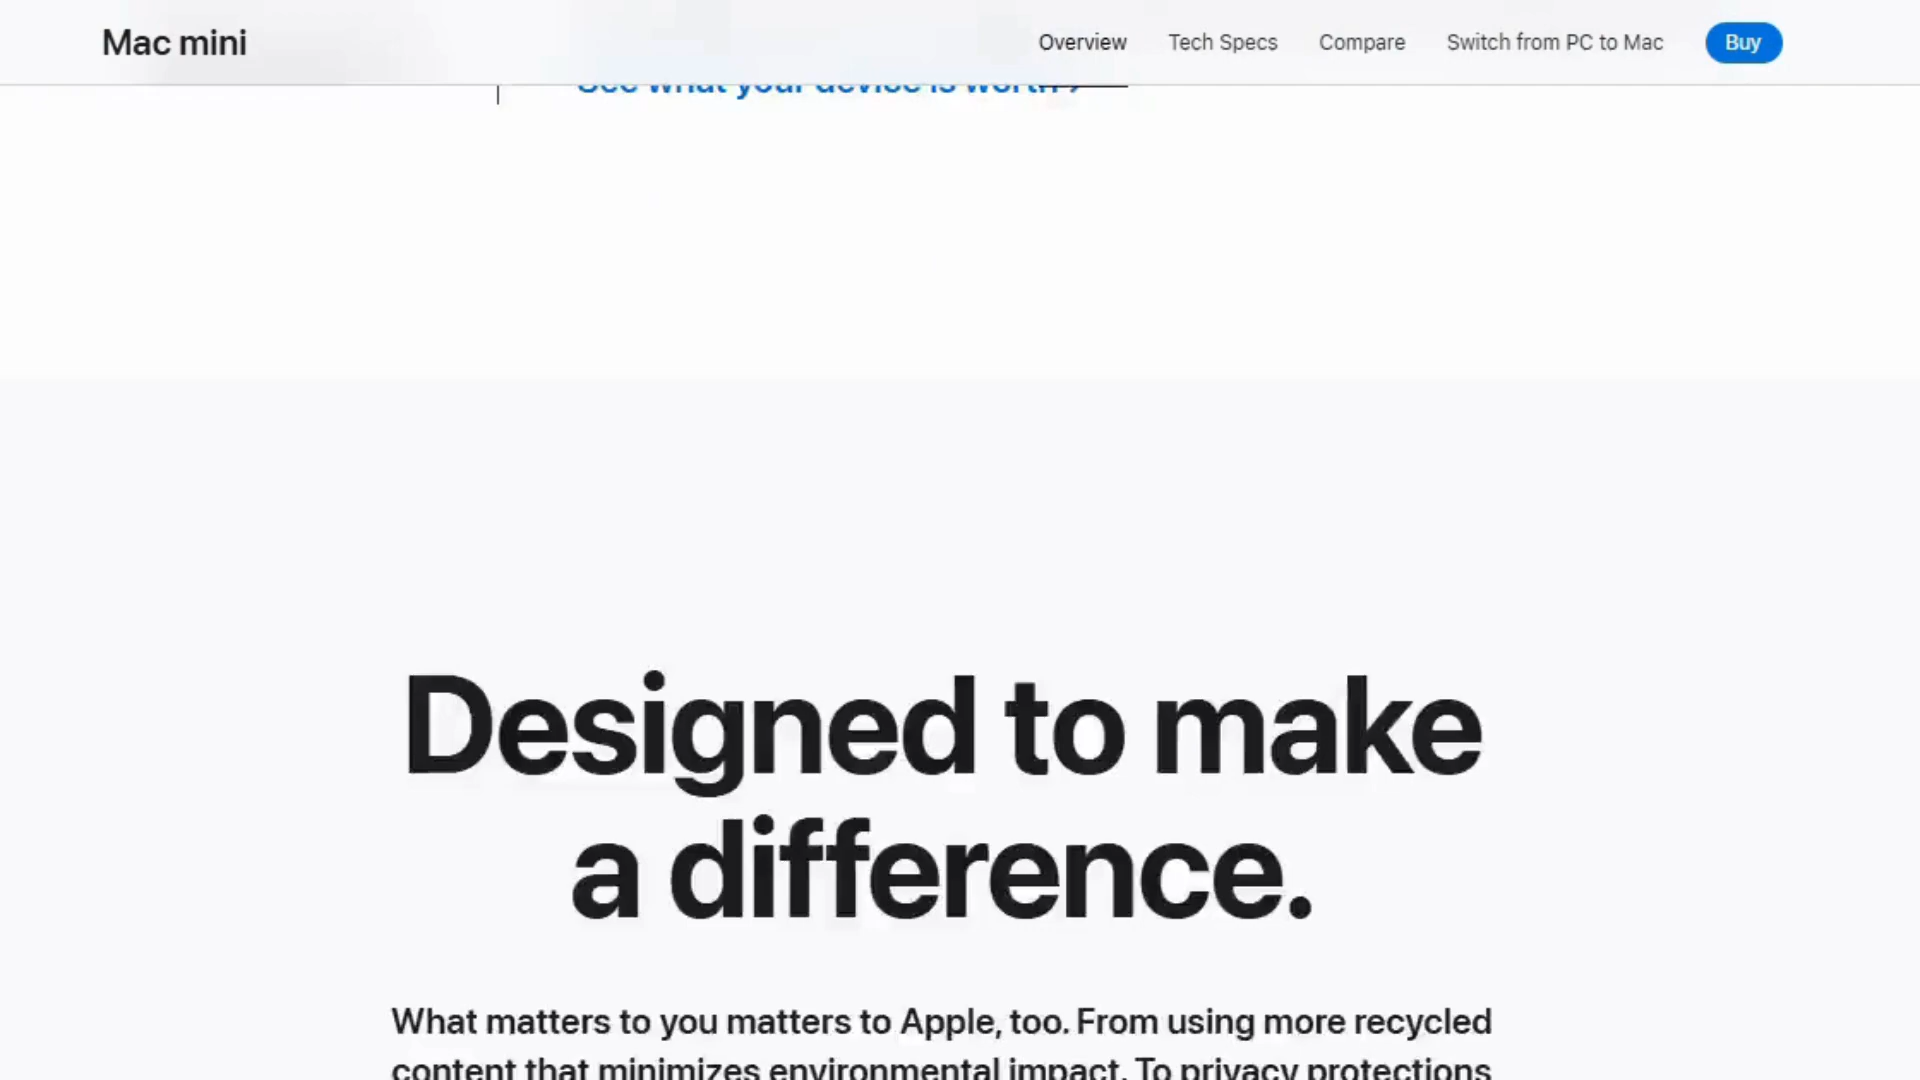 Mac mini
Overview
Tech Specs
Compare
Switch from PC to Mac
Buy
See what your device is worth
Designed to make
a difference.
What matters to you matters to Apple, too. From using more recycled
content that minimizes environmental impact. To privacy protections